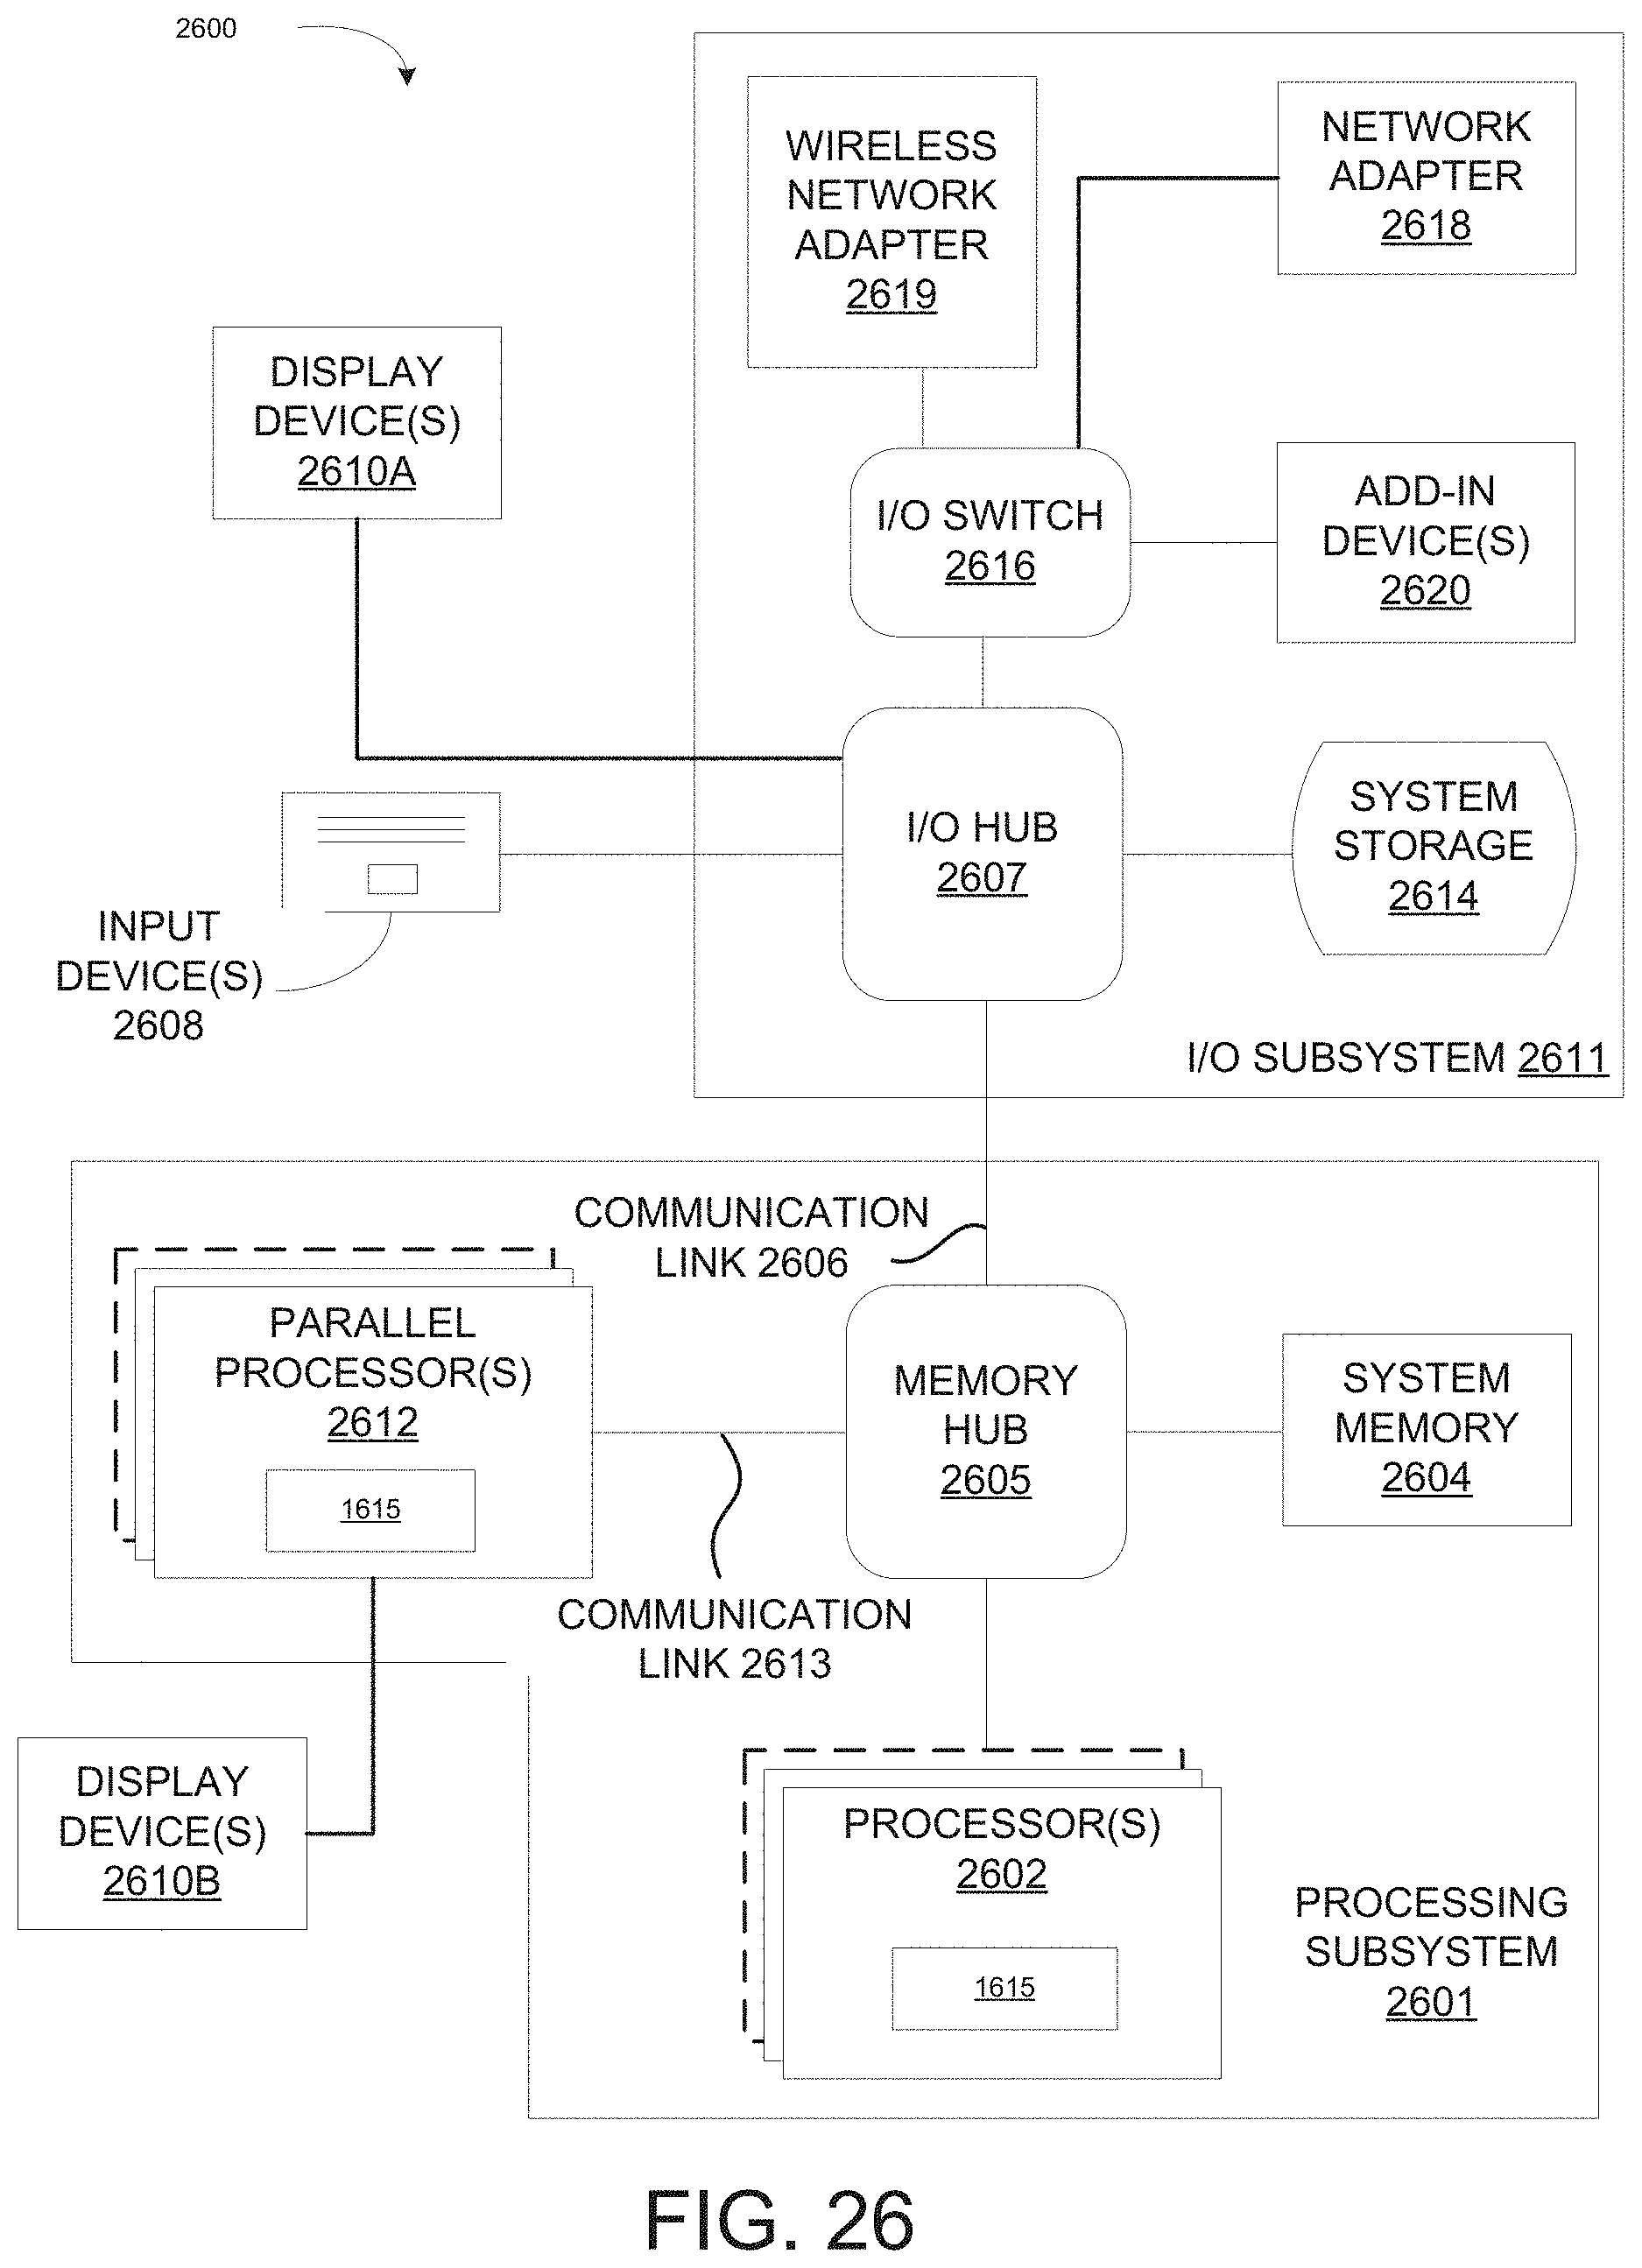 2600
WIRELESS
NETWORK
ADAPTER
2619
NETWORK
ADAPTER
2618
DISPLAY
DEVICE(S)
2610A
I/O SWITCH
2616
ADD-IN
DEVICE(S)
2620
I/O HUB
2607
SYSTEM
STORAGE
2614
INPUT
DEVICE(S)
2608
I/O SUBSYSTEM 2611
COMMUNICATION
LINK 2606
PARALLEL
PROCESSOR(S)
2612
1615
MEMORY
HUB
2605
SYSTEM
MEMORY
2604
COMMUNICATION
LINK 2613
DISPLAY
DEVICE(S)
2610B
PROCESSOR(S)
2602
1615
PROCESSING
SUBSYSTEM
2601
FIG. 26